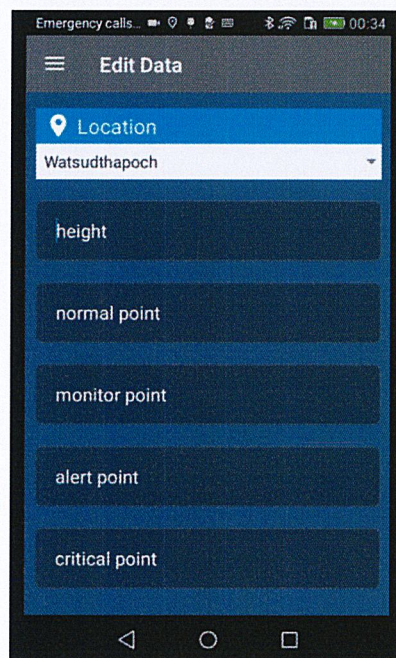 Emergency calls... 00:34
Edit Data
Location
Watsudthapoch
height
normal point
monitor point
alert point
critical point